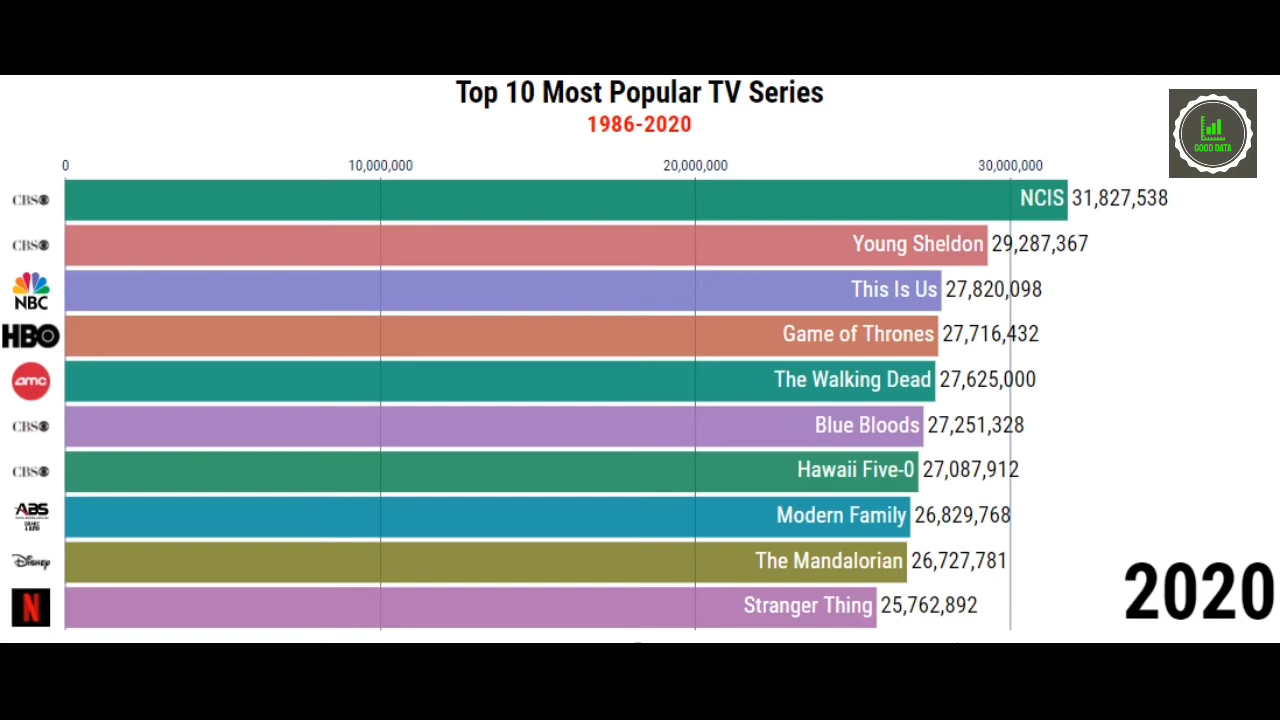 Top 10 Most Popular TV Series
1986-2020
GOOD DATA
0 10,000,000 20,000,000 30,000,000
CBS NCIS 31,827,538
CBS Young Sheldon 29,287,367
NBC This Is Us 27,820,098
HBO Game of Thrones 27,716,432
amc The Walking Dead 27,625,000
CBS Blue Bloods 27,251,328
CBS Hawaii Five-0 27,087,912
ABS Modern Family 26,829,768
Disney The Mandalorian 26,727,781
N Stranger Thing 25,762,892
2020